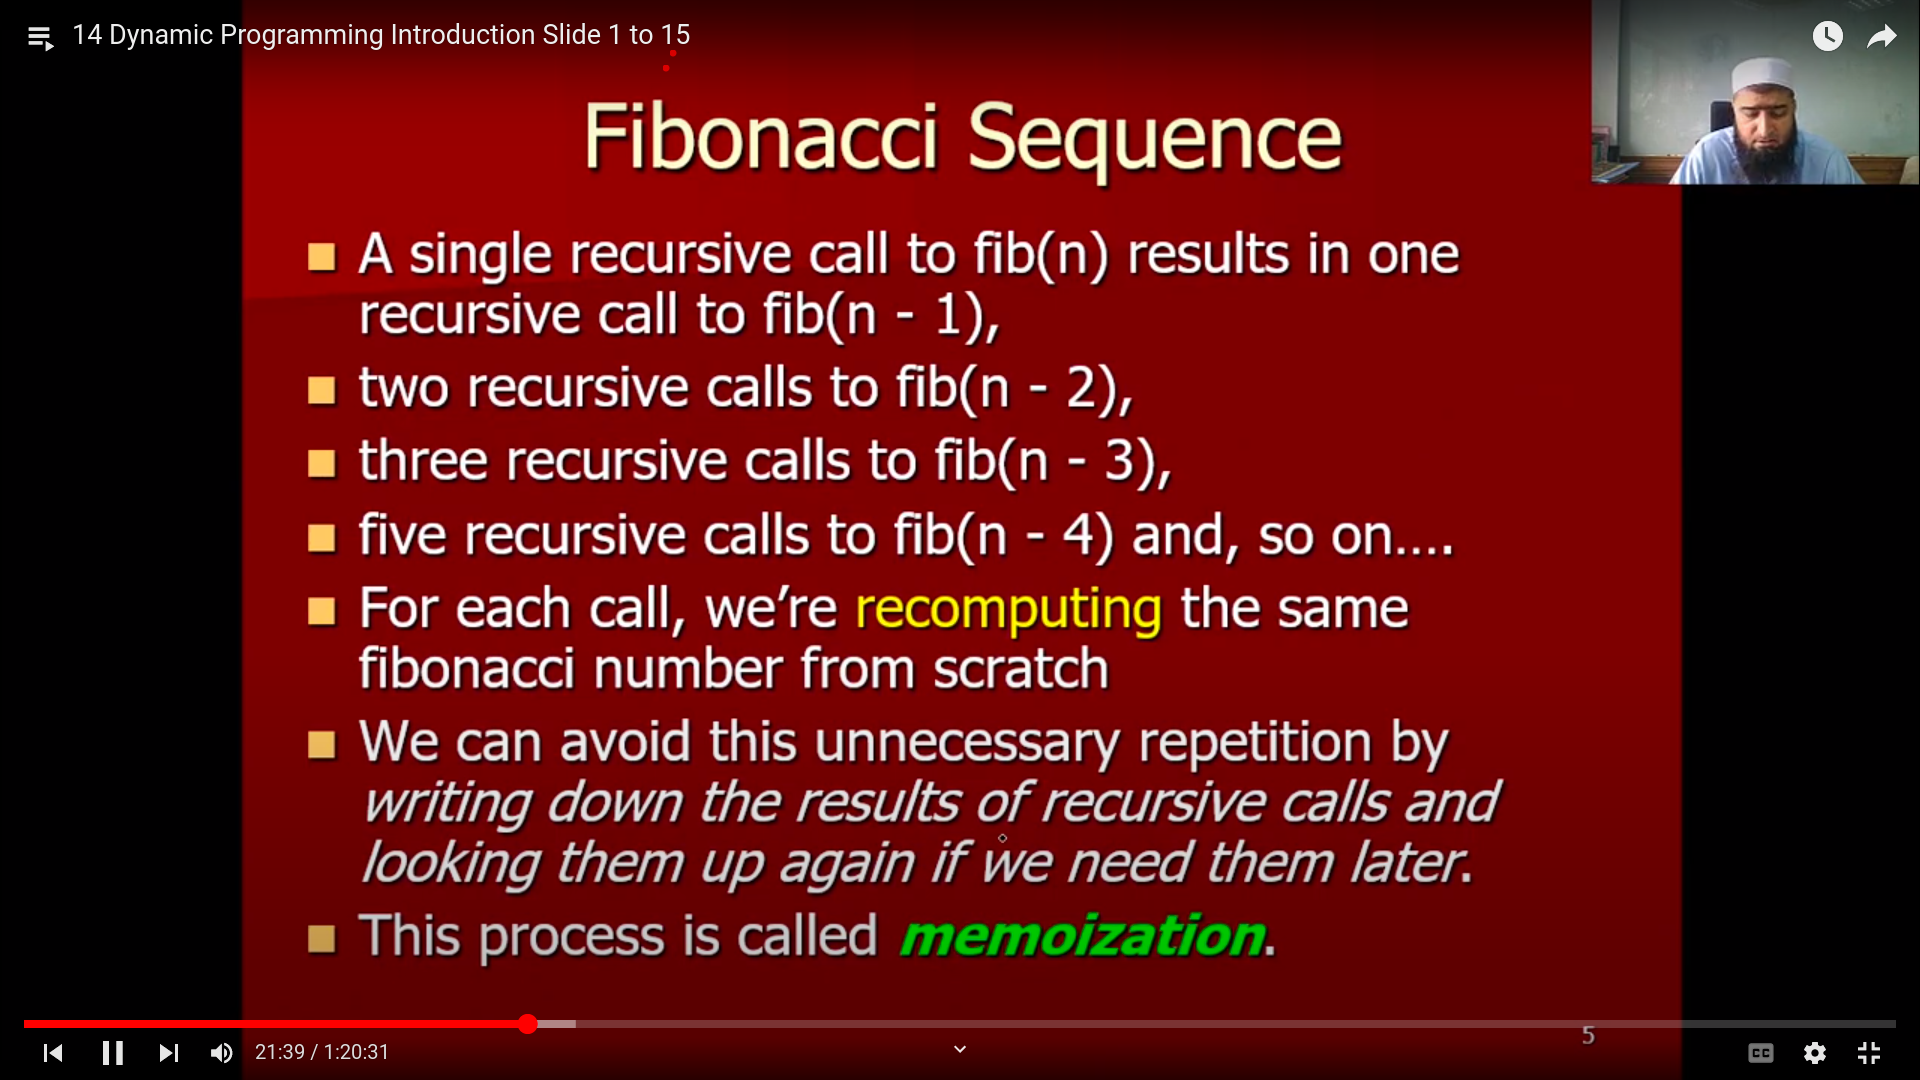 14 Dynamic Programming Introduction Slide 1 to 15
Fibonacci Sequence
A single recursive call to fib(n) results in one
recursive call to fib(n - 1),
two recursive calls to fib(n - 2),
three recursive calls to fib(n - 3),
five recursive calls to fib(n - 4) and, so on....
For each call, we're recomputing the same
fibonacci number from scratch
We can avoid this unnecessary repetition by
writing down the results of recursive calls and
looking them up again if we need them later.
This process is called memoization.
5
21:39 / 1:20:31
CC